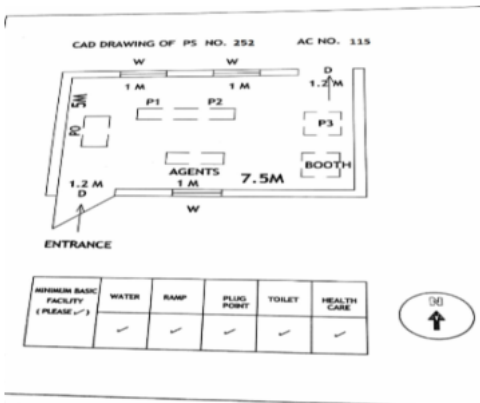 CAD DRAWING OF PS NO. 252 AC NO. 115
W W D
1 M 1 M 1.2 M
5M P1 P2
PO P3
AGENTS BOOTH
1.2 M 1 M 7.5M
D
W
ENTRANCE
MINIMUM BASIC FACILITY (PLEASE ✓) WATER RAMP PLUG POINT TOILET HEALTH CARE
✓ ✓ ✓ ✓ ✓
N